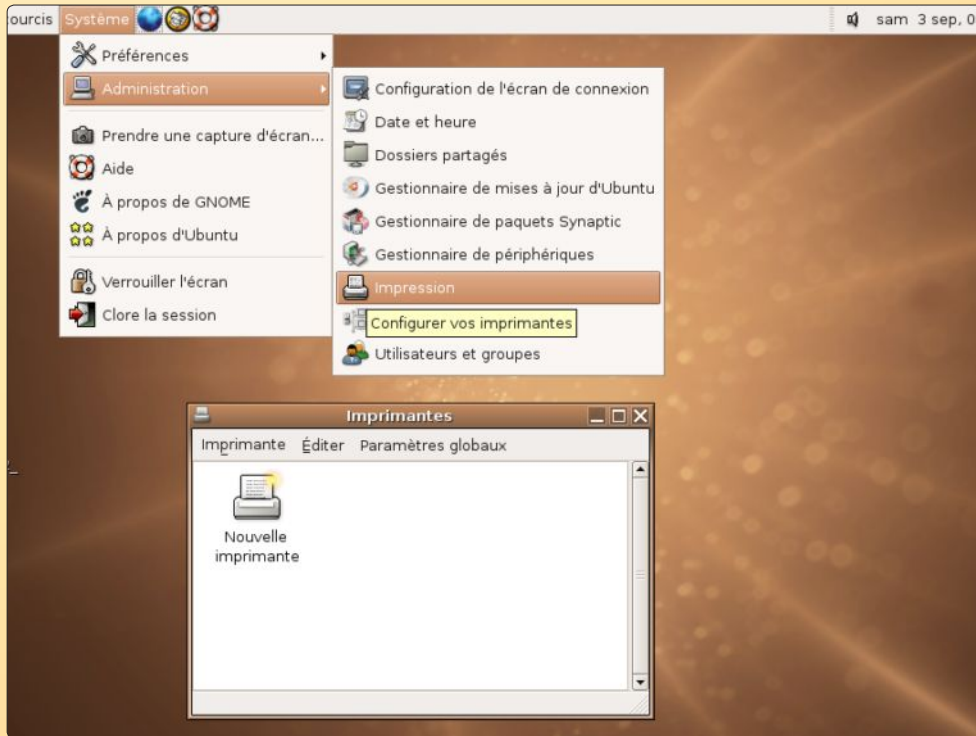 Système
sam 3 sep, 0
Préférences
Administration
Prendre une capture d'écran...
Aide
À propos de GNOME
À propos d'Ubuntu
Verrouiller l'écran
Clore la session
Configuration de l'écran de connexion
Date et heure
Dossiers partagés
Gestionnaire de mises à jour d'Ubuntu
Gestionnaire de paquets Synaptic
Gestionnaire de périphériques
Impression
Configurer vos imprimantes
Utilisateurs et groupes
Imprimantes
Imprimante Éditer Paramètres globaux
Nouvelle
imprimante